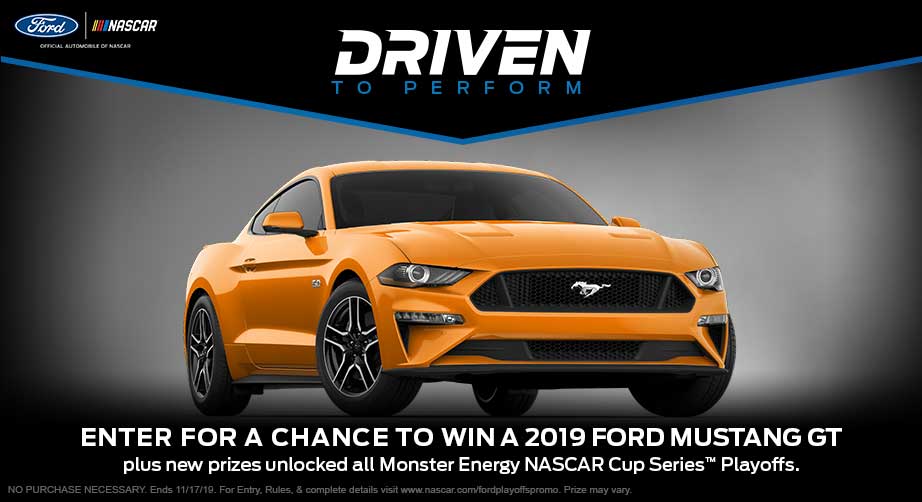 Ford
NASCAR
OFFICIAL AUTOMOBILE OF NASCAR
DRIVEN
TO PERFORM
5.0
ENTER FOR A CHANCE TO WIN A 2019 FORD MUSTANG GT
plus new prizes unlocked all Monster Energy NASCAR Cup Series™ Playoffs.
NO PURCHASE NECESSARY. Ends 11/17/19. For Entry, Rules, & complete details visit www.nascar.com/fordplayoffspromo. Prize may vary.